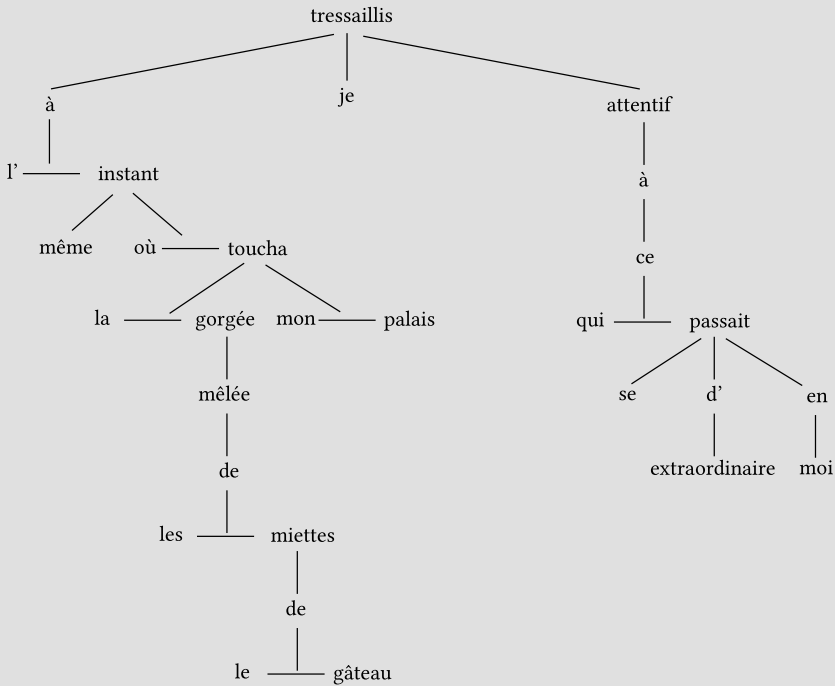 tressaillis
à je attentif
l’ instant à
même où toucha ce
la gorgée mon palais qui passait
mêlée se d’ en
de extraordinaire moi
les miettes
de
le gâteau